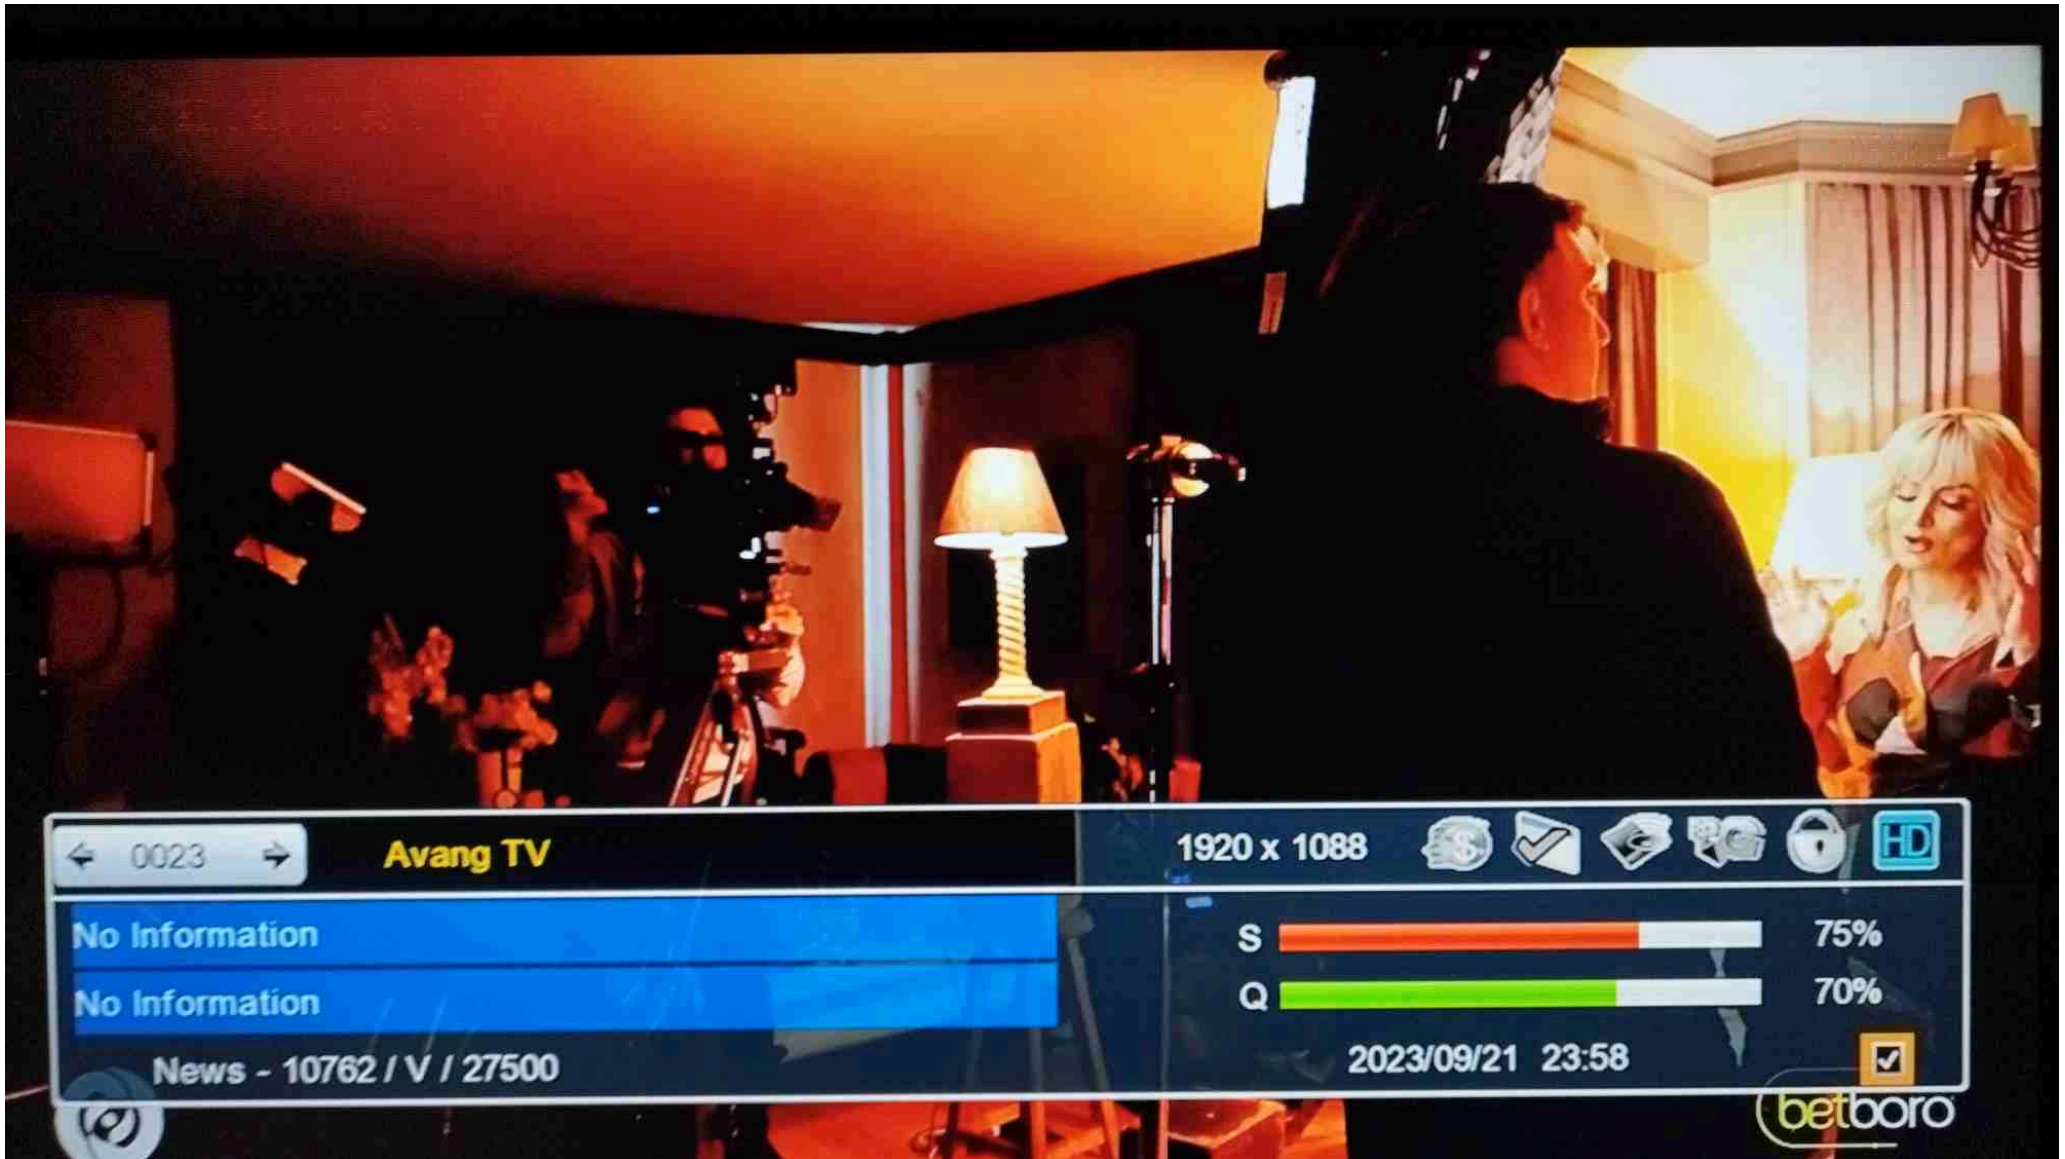 0023
Avang TV
1920 x 1088
HD
No Information
S 75%
No Information
Q 70%
News - 10762 / V / 27500
2023/09/21 23:58
betboro